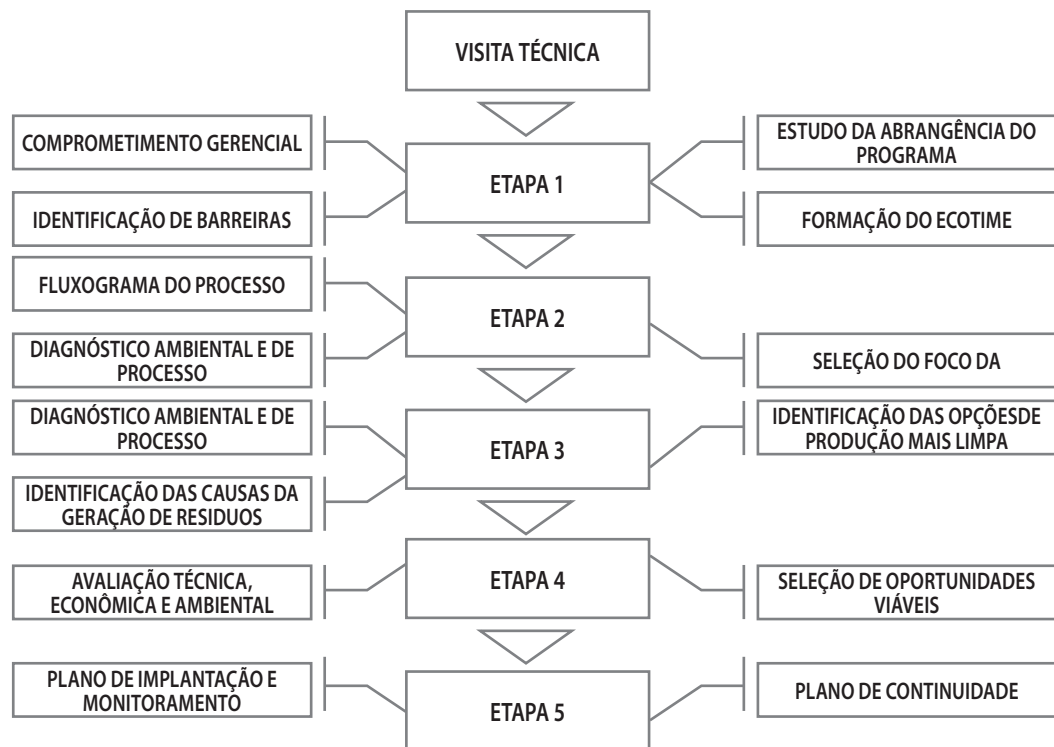 VISITA TÉCNICA
COMPROMETIMENTO GERENCIAL
IDENTIFICAÇÃO DE BARREIRAS
ETAPA 1
ESTUDO DA ABRANGÊNCIA DO
PROGRAMA
FORMAÇÃO DO ECOTIME
FLUXOGRAMA DO PROCESSO
DIAGNÓSTICO AMBIENTAL E DE
PROCESSO
ETAPA 2
SELEÇÃO DO FOCO DA
DIAGNÓSTICO AMBIENTAL E DE
PROCESSO
IDENTIFICAÇÃO DAS CAUSAS DA
GERAÇÃO DE RESIDUOS
ETAPA 3
IDENTIFICAÇÃO DAS OPÇÕESDE
PRODUÇÃO MAIS LIMPA
AVALIAÇÃO TÉCNICA,
ECONÔMICA E AMBIENTAL
ETAPA 4
SELEÇÃO DE OPORTUNIDADES
VIÁVEIS
PLANO DE IMPLANTAÇÃO E
MONITORAMENTO
ETAPA 5
PLANO DE CONTINUIDADE